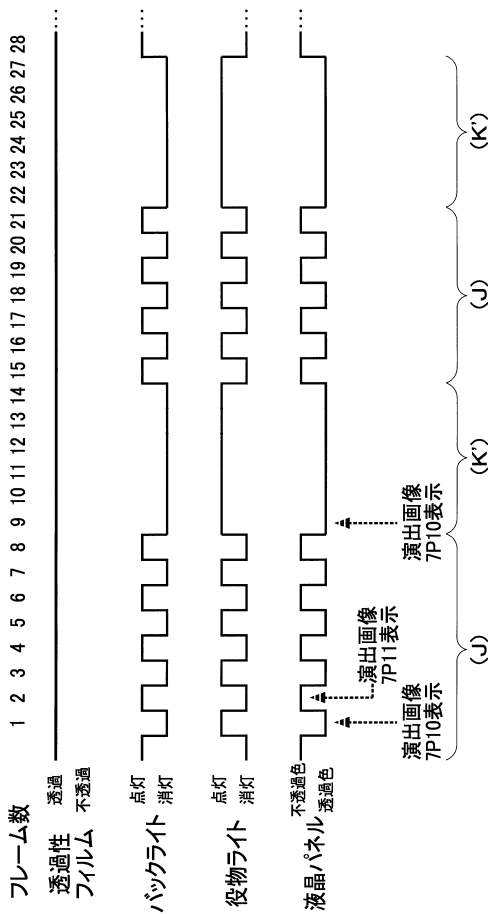 フレーム数 1 2 3 4 5 6 7 8 9 10 11 12 13 14 15 16 17 18 19 20 21 22 23 24 25 26 27 28
透過性
フィルム
透過
不透過
バックライト
点灯
消灯
役物ライト
点灯
消灯
液晶パネル
不透過色
透過色
演出画像
7P10表示
演出画像
7P11表示
演出画像
7P10表示
(J)
(K')
(J)
(K')